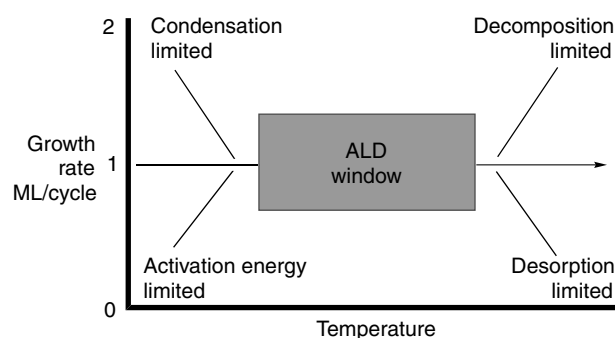 2
Condensation
limited
Decomposition
limited
Growth
rate
ML/cycle
1
ALD
window
Activation energy
limited
Desorption
limited
0
Temperature